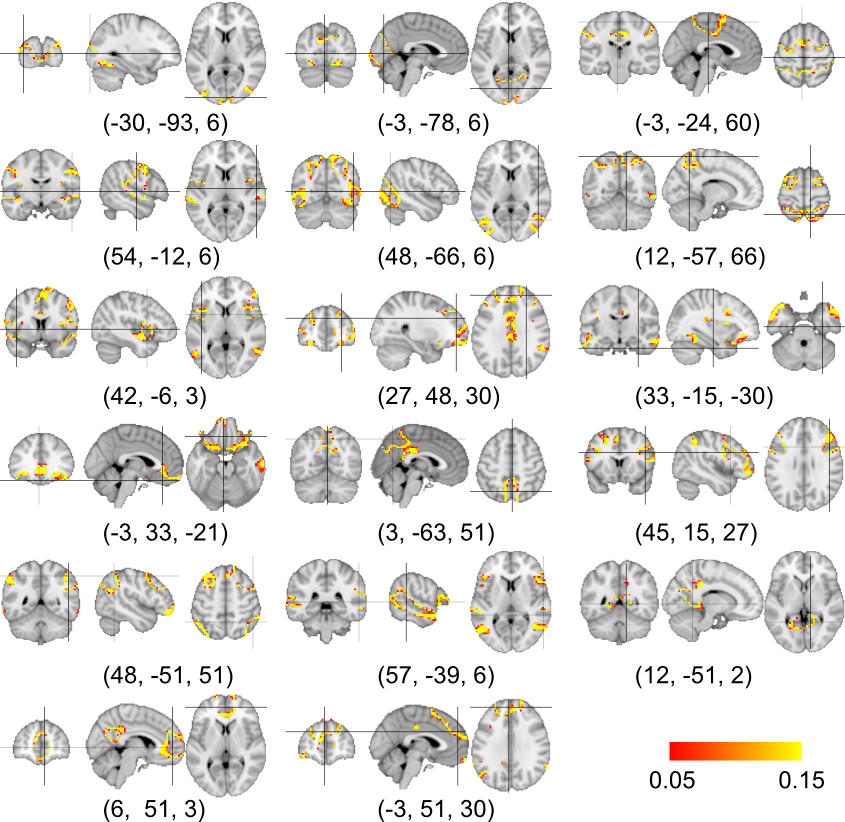 (-30, -93, 6) (-3, -78, 6) (-3, -24, 60)
(54, -12, 6) (48, -66, 6) (12, -57, 66)
(42, -6, 3) (27, 48, 30) (33, -15, -30)
(-3, 33, -21) (3, -63, 51) (45, 15, 27)
(48, -51, 51) (57, -39, 6) (12, -51, 2)
0.05 0.15
(6, 51, 3) (-3, 51, 30)